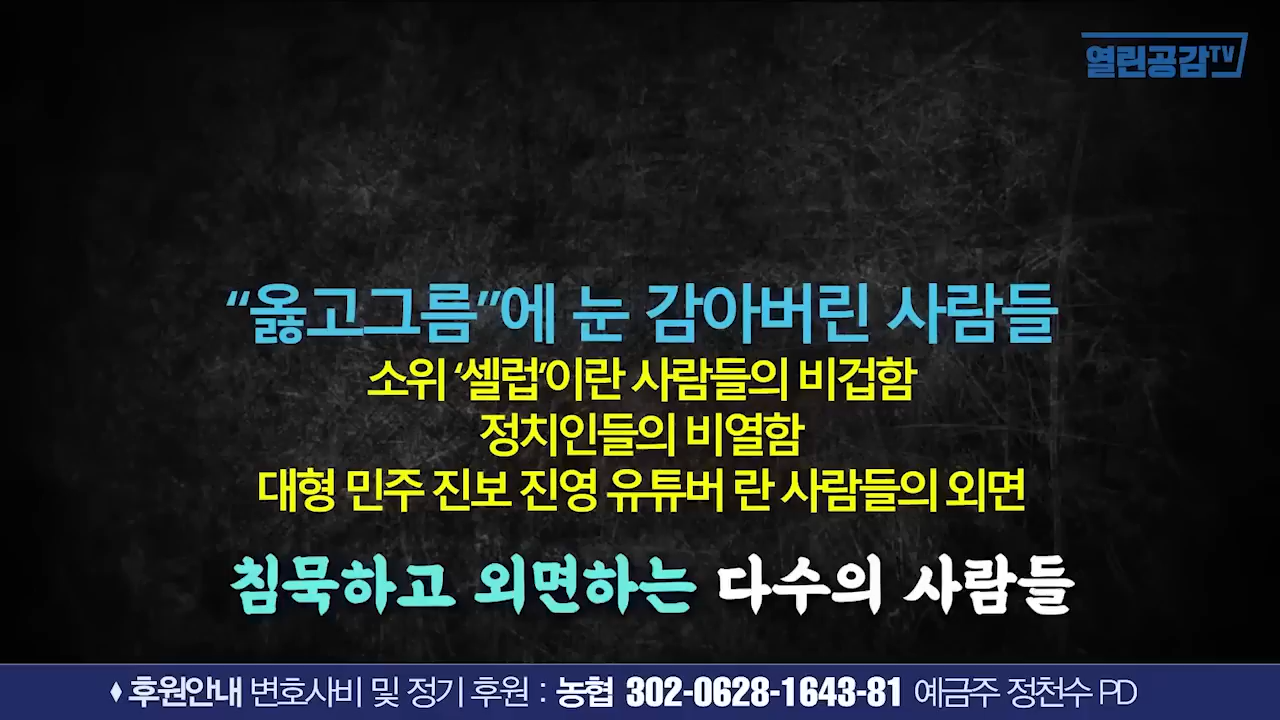 열린공감TV
“옳고그름”에 눈 감아버린 사람들
소위 ‘셀럽’이란 사람들의 비겁함
정치인들의 비열함
대형 민주 진보 진영 유튜버 란 사람들의 외면
침묵하고 외면하는 다수의 사람들
♦ 후원안내 변호사비 및 정기 후원 : 농협 302-0628-1643-81 예금주 정천수 PD